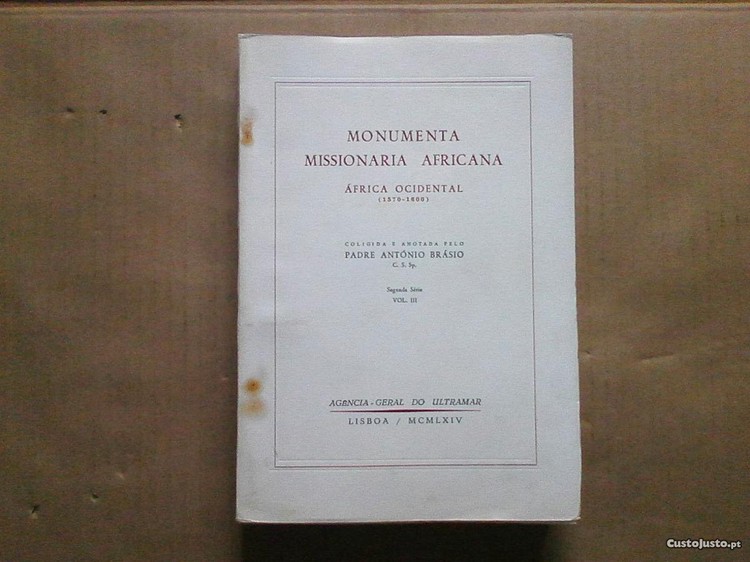 MONUMENTA
MISSIONARIA AFRICANA
ÁFRICA OCIDENTAL
(1570-1600)
COLIGIDA E ANOTADA PELO
PADRE ANTÓNIO BRÁSIO
C. S. Sp.
Segunda Série
VOL. III
AGÊNCIA-GERAL DO ULTRAMAR
LISBOA / MCMLXIV
CustoJusto.pt